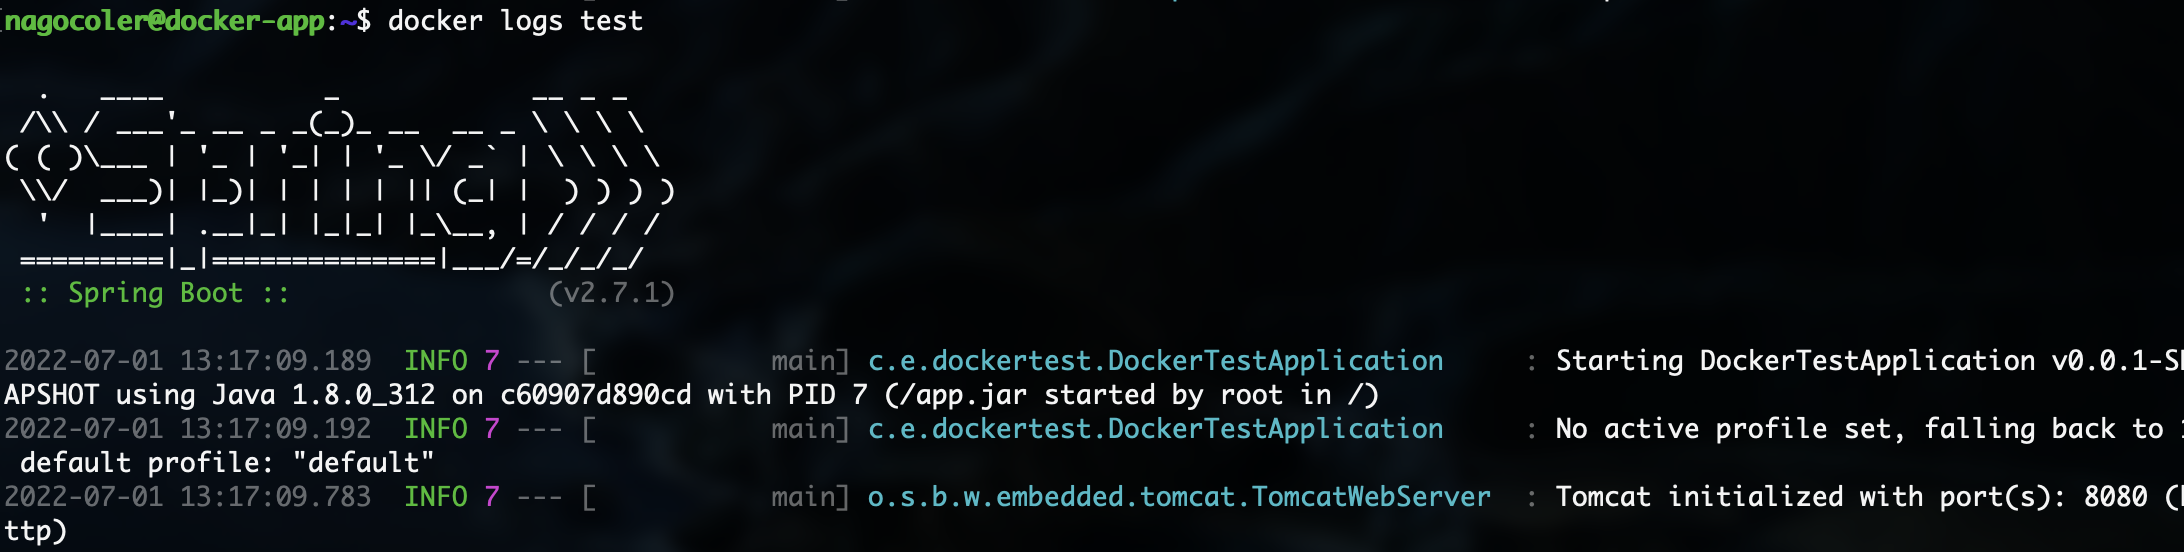 nagocoler@docker-app:~$ docker logs test
  .   ____          _            __ _ _
 /\\ / ___'_ __ _ _(_)_ __  __ _ \ \ \ \
( ( )\___ | '_ | '_| | '_ \/ _` | \ \ \ \
 \\/  ___)| |_)| | | | | || (_| |  ) ) ) )
  '  |____| .__|_| |_|_| |_\__, | / / / /
 =========|_|==============|___/=/_/_/_/
 :: Spring Boot ::                (v2.7.1)
2022-07-01 13:17:09.189  INFO 7 --- [           main] c.e.dockertest.DockerTestApplication     : Starting DockerTestApplication v0.0.1-S
APSHOT using Java 1.8.0_312 on c60907d890cd with PID 7 (/app.jar started by root in /)
2022-07-01 13:17:09.192  INFO 7 --- [           main] c.e.dockertest.DockerTestApplication     : No active profile set, falling back to
 default profile: "default"
2022-07-01 13:17:09.783  INFO 7 --- [           main] o.s.b.w.embedded.tomcat.TomcatWebServer  : Tomcat initialized with port(s): 8080 (
ttp)